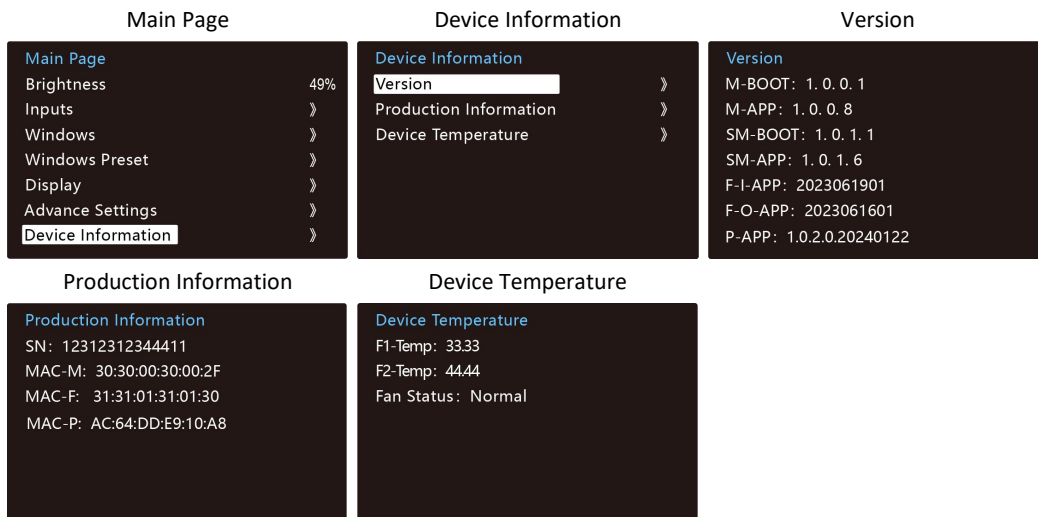 Main Page
Device Information
Version
Main Page
Brightness 49%
Inputs 》
Windows 》
Windows Preset 》
Display 》
Advance Settings 》
Device Information 》
Device Information
Version 》
Production Information 》
Device Temperature 》
Version
M-BOOT: 1. 0. 0. 1
M-APP: 1. 0. 0. 8
SM-BOOT: 1. 0. 1. 1
SM-APP: 1. 0. 1. 6
F-I-APP: 2023061901
F-O-APP: 2023061601
P-APP: 1.0.2.0.20240122
Production Information
Device Temperature
Production Information
SN: 12312312344411
MAC-M: 30:30:00:30:00:2F
MAC-F: 31:31:01:31:01:30
MAC-P: AC:64:DD:E9:10:A8
Device Temperature
F1-Temp: 33.33
F2-Temp: 44.44
Fan Status: Normal